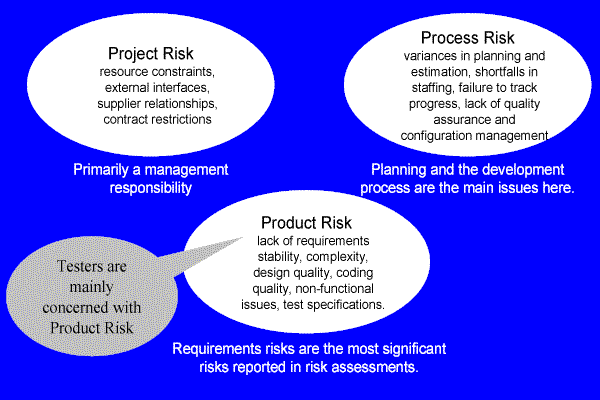 Project Risk
resource constraints,
external interfaces,
supplier relationships,
contract restrictions
Primarily a management
responsibility
Process Risk
variances in planning and
estimation, shortfalls in
staffing, failure to track
progress, lack of quality
assurance and
configuration management
Planning and the development
process are the main issues here.
Product Risk
lack of requirements
stability, complexity,
design quality, coding
quality, non-functional
issues, test specifications.
Testers are
mainly
concerned with
Product Risk
Requirements risks are the most significant
risks reported in risk assessments.